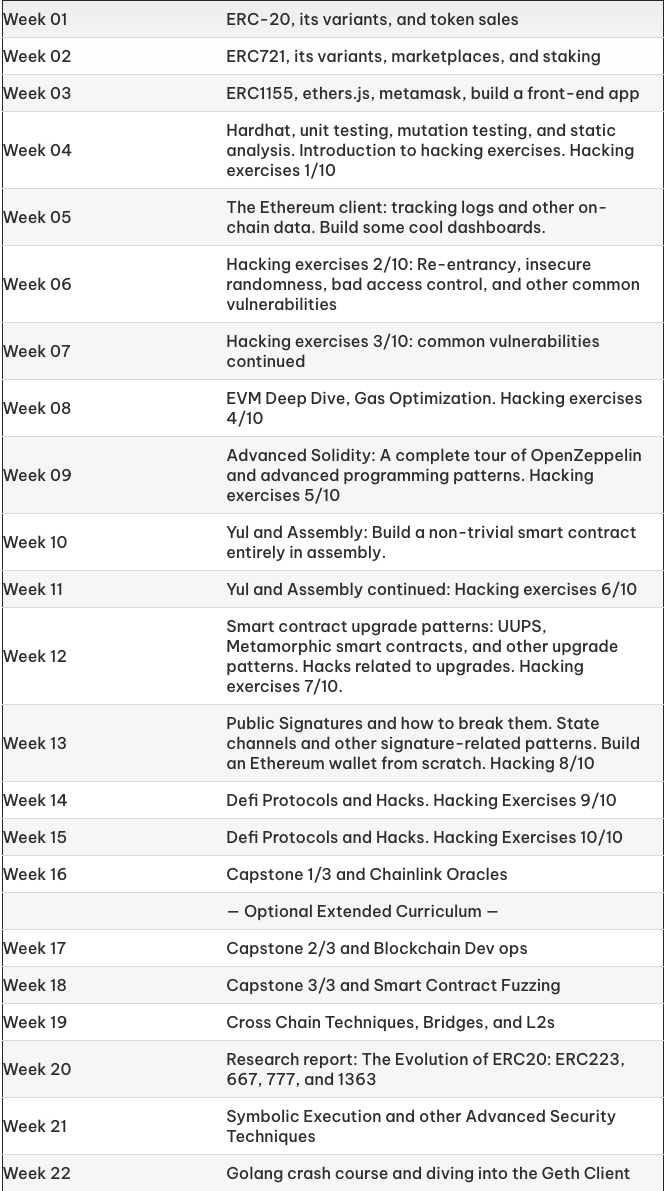 Week 01
ERC-20, its variants, and token sales
Week 02
ERC721, its variants, marketplaces, and staking
Week 03
ERC1155, ethers.js, metamask, build a front-end app
Week 04
Hardhat, unit testing, mutation testing, and static
analysis. Introduction to hacking exercises. Hacking
exercises 1/10
Week 05
The Ethereum client: tracking logs and other on-
chain data. Build some cool dashboards.
Week 06
Hacking exercises 2/10: Re-entrancy, insecure
randomness, bad access control, and other common
vulnerabilities
Week 07
Hacking exercises 3/10: common vulnerabilities
continued
Week 08
EVM Deep Dive, Gas Optimization. Hacking exercises
4/10
Week 09
Advanced Solidity: A complete tour of OpenZeppelin
and advanced programming patterns. Hacking
exercises 5/10
Week 10
Yul and Assembly: Build a non-trivial smart contract
entirely in assembly.
Week 11
Yul and Assembly continued: Hacking exercises 6/10
Week 12
Smart contract upgrade patterns: UUPS,
Metamorphic smart contracts, and other upgrade
patterns. Hacks related to upgrades. Hacking
exercises 7/10.
Week 13
Public Signatures and how to break them. State
channels and other signature-related patterns. Build
an Ethereum wallet from scratch. Hacking 8/10
Week 14
Defi Protocols and Hacks. Hacking Exercises 9/10
Week 15
Defi Protocols and Hacks. Hacking Exercises 10/10
Week 16
Capstone 1/3 and Chainlink Oracles
— Optional Extended Curriculum —
Week 17
Capstone 2/3 and Blockchain Dev ops
Week 18
Capstone 3/3 and Smart Contract Fuzzing
Week 19
Cross Chain Techniques, Bridges, and L2s
Week 20
Research report: The Evolution of ERC20: ERC223,
667, 777, and 1363
Week 21
Symbolic Execution and other Advanced Security
Techniques
Week 22
Golang crash course and diving into the Geth Client